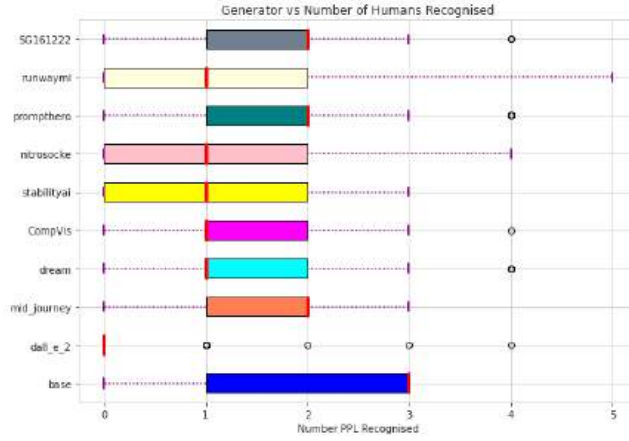 Generator vs Number of Humans Recognised
SG161222
runwayml
prompthero
nitrosocke
stabilityai
CompVis
dream
mid_journey
dall_e_2
base
0 1 2 3 4 5
Number PPL Recognised